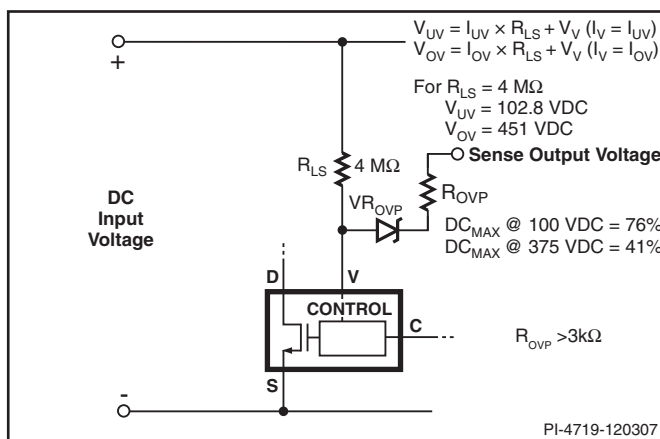 V_UV = I_UV × R_LS + V_V (I_V = I_UV)
V_OV = I_OV × R_LS + V_V (I_V = I_OV)
+
For R_LS = 4 MΩ
V_UV = 102.8 VDC
V_OV = 451 VDC
Sense Output Voltage
R_LS 4 MΩ
R_OVP
VR_OVP
DC
Input
Voltage
DC_MAX @ 100 VDC = 76%
DC_MAX @ 375 VDC = 41%
D
V
CONTROL
C
R_OVP >3kΩ
S
-
PI-4719-120307